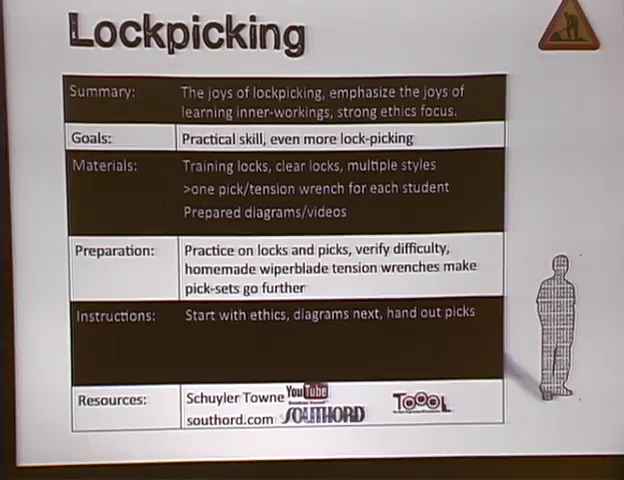 Lockpicking
Summary: The joys of lockpicking, emphasize the joys of
learning inner-workings, strong ethics focus.
Goals: Practical skill, even more lock-picking
Materials: Training locks, clear locks, multiple styles
>one pick/tension wrench for each student
Prepared diagrams/videos
Preparation: Practice on locks and picks, verify difficulty,
homemade wiperblade tension wrenches make
pick-sets go further
Instructions: Start with ethics, diagrams next, hand out picks
Resources: Schuyler Towne YouTube
southord.com SOUTHORD TOOOL